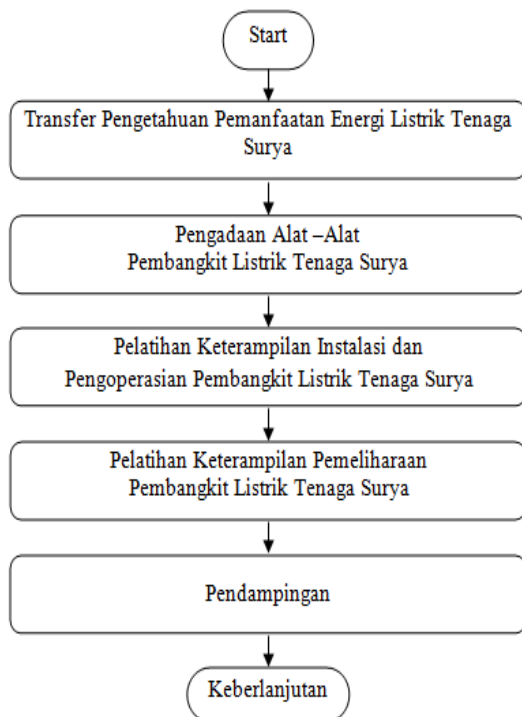 Start
Transfer Pengetahuan Pemanfaatan Energi Listrik Tenaga
Surya
Pengadaan Alat –Alat
Pembangkit Listrik Tenaga Surya
Pelatihan Keterampilan Instalasi dan
Pengoperasian Pembangkit Listrik Tenaga Surya
Pelatihan Keterampilan Pemeliharaan
Pembangkit Listrik Tenaga Surya
Pendampingan
Keberlanjutan